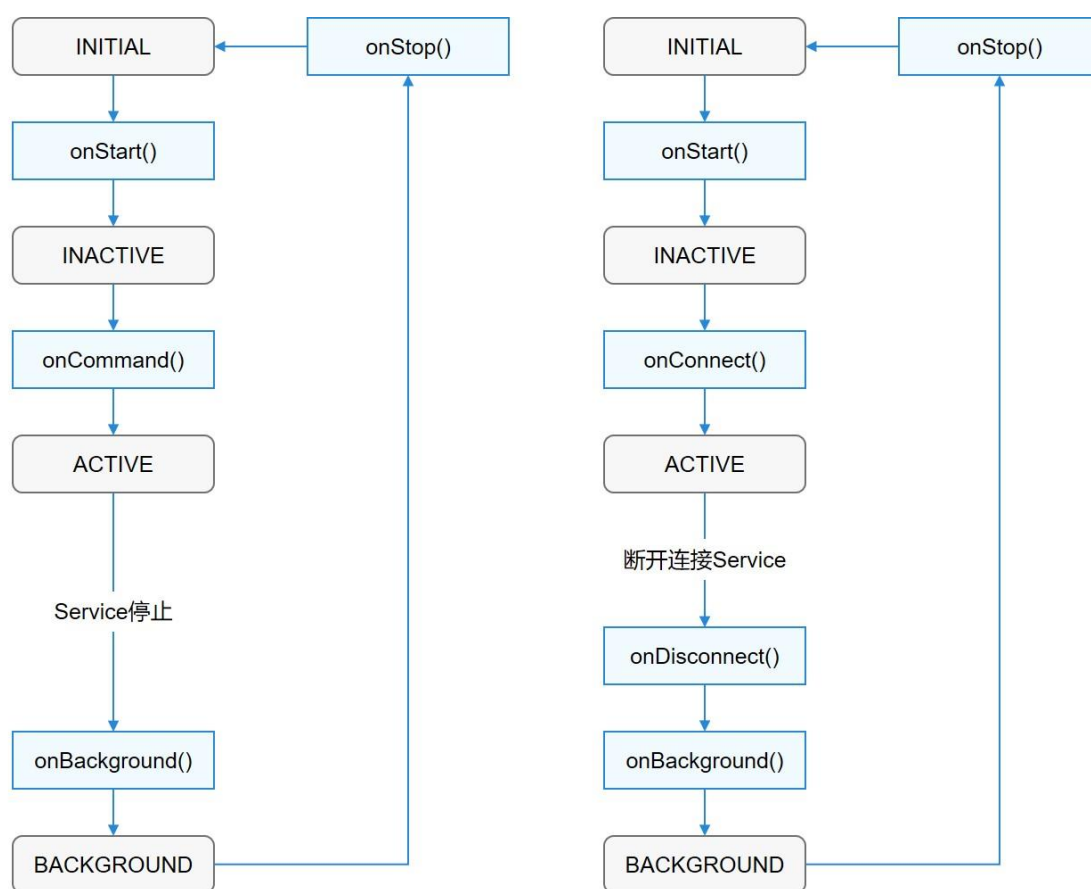 INITIAL
onStop()
onStart()
INACTIVE
onCommand()
ACTIVE
Service停止
onBackground()
BACKGROUND
INITIAL
onStop()
onStart()
INACTIVE
onConnect()
ACTIVE
断开连接Service
onDisconnect()
onBackground()
BACKGROUND